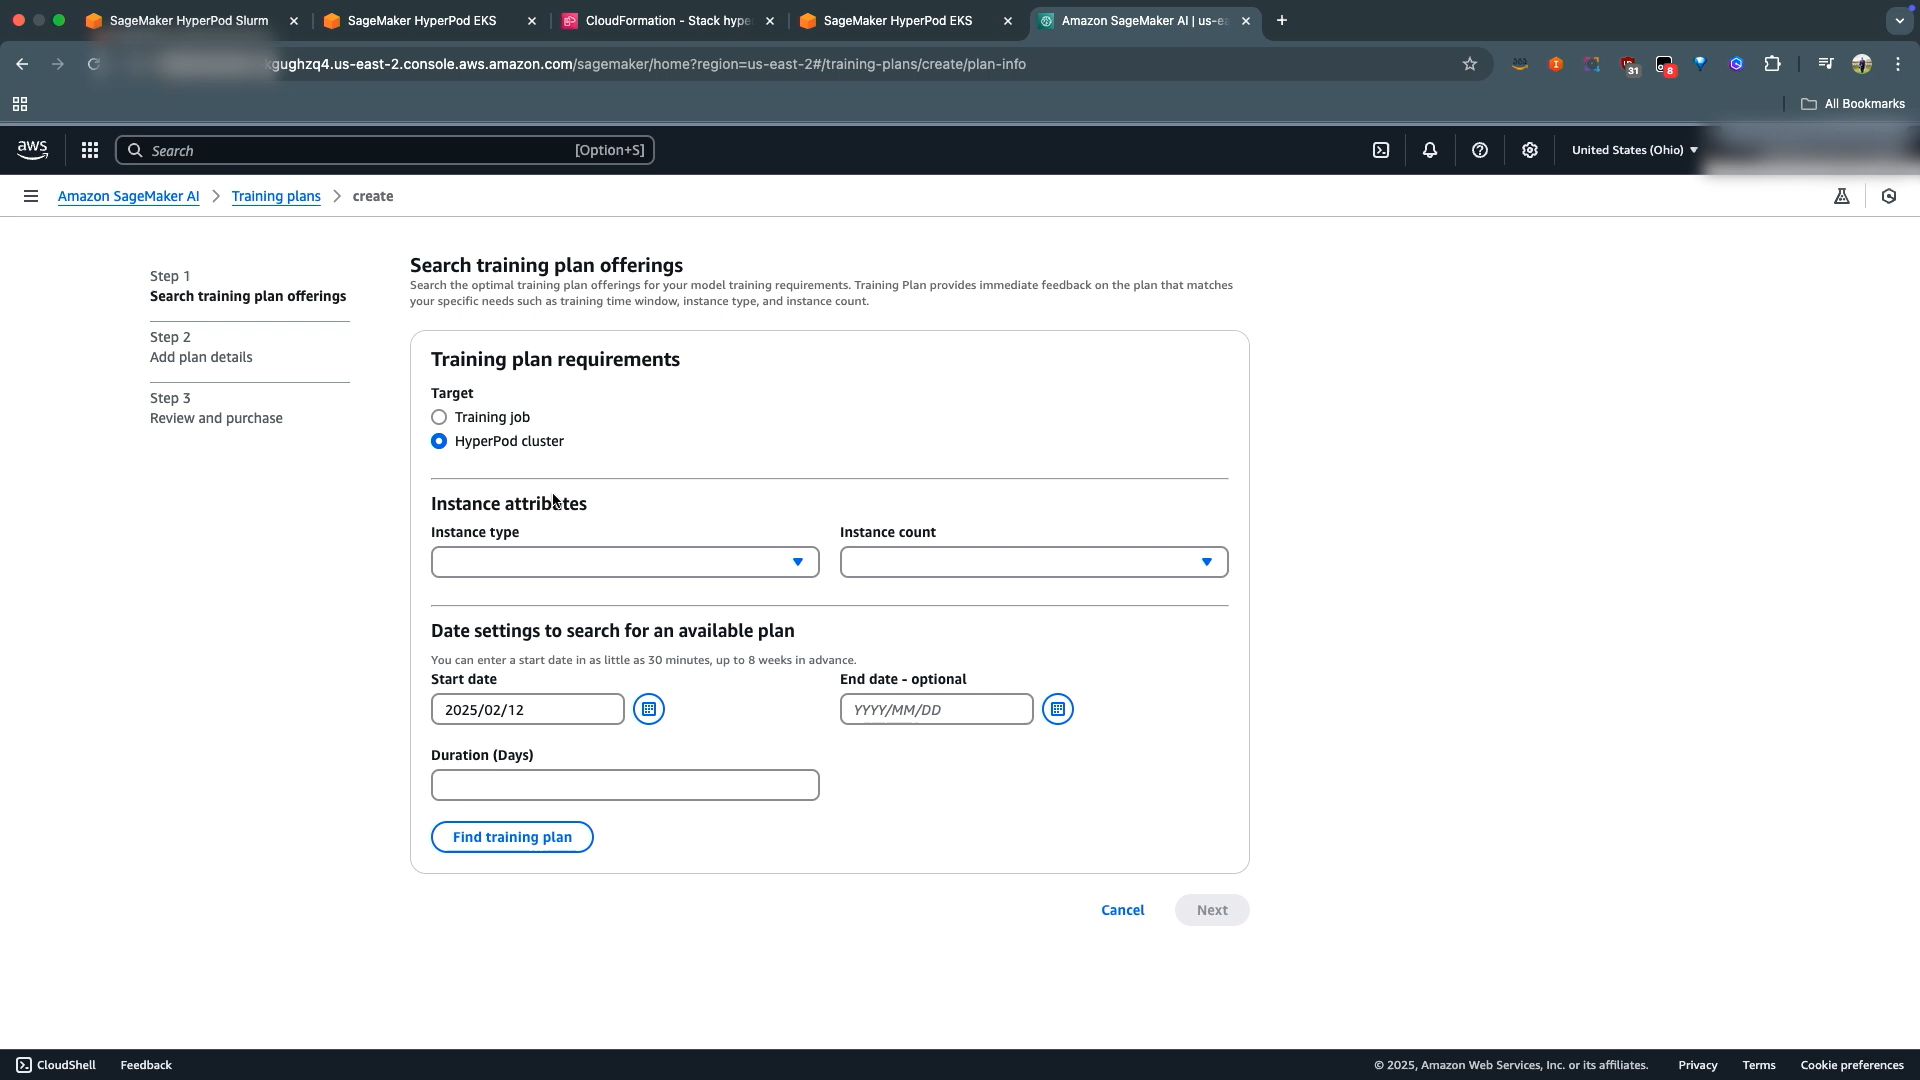 SageMaker HyperPod Slurm
SageMaker HyperPod EKS
CloudFormation - Stack hype
SageMaker HyperPod EKS
Amazon SageMaker AI | us-ea
kgughzq4.us-east-2.console.aws.amazon.com/sagemaker/home?region=us-east-2#/training-plans/create/plan-info
31
8
All Bookmarks
aws
Search
[Option+S]
United States (Ohio)
Amazon SageMaker AI
Training plans
create
Step 1
Search training plan offerings
Step 2
Add plan details
Step 3
Review and purchase
Search training plan offerings
Search the optimal training plan offerings for your model training requirements. Training Plan provides immediate feedback on the plan that matches
your specific needs such as training time window, instance type, and instance count.
Training plan requirements
Target
Training job
HyperPod cluster
Instance attributes
Instance type
Instance count
Date settings to search for an available plan
You can enter a start date in as little as 30 minutes, up to 8 weeks in advance.
Start date
End date - optional
2025/02/12
YYYY/MM/DD
Duration (Days)
Find training plan
Cancel
Next
CloudShell
Feedback
© 2025, Amazon Web Services, Inc. or its affiliates.
Privacy
Terms
Cookie preferences